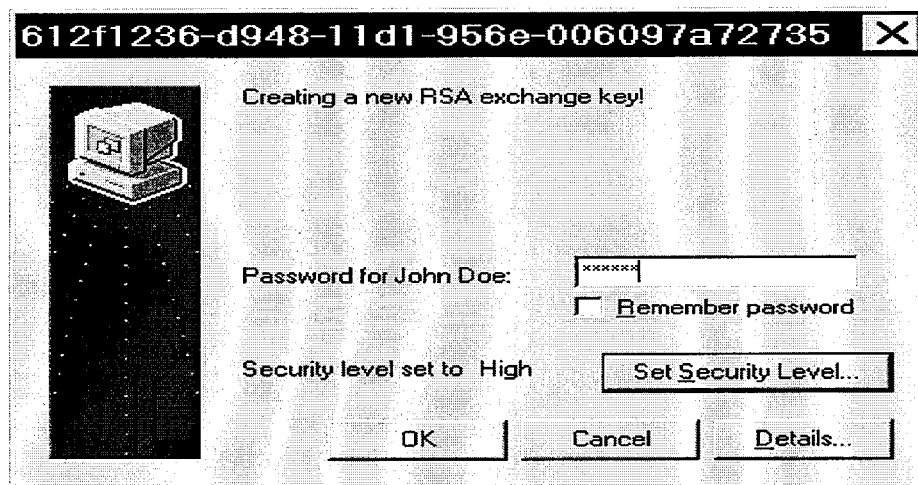 612f1236-d948-11d1-956e-006097a72735
Creating a new RSA exchange key!
Password for John Doe: ******
Remember password
Security level set to High Set Security Level...
OK Cancel Details...